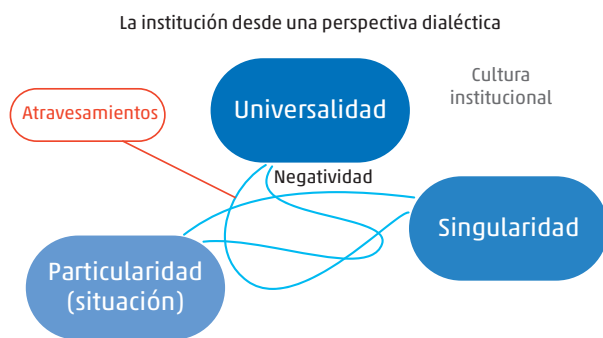 La institución desde una perspectiva dialéctica
Cultura
institucional
Atravesamientos
Universalidad
Negatividad
Singularidad
Particularidad
(situación)